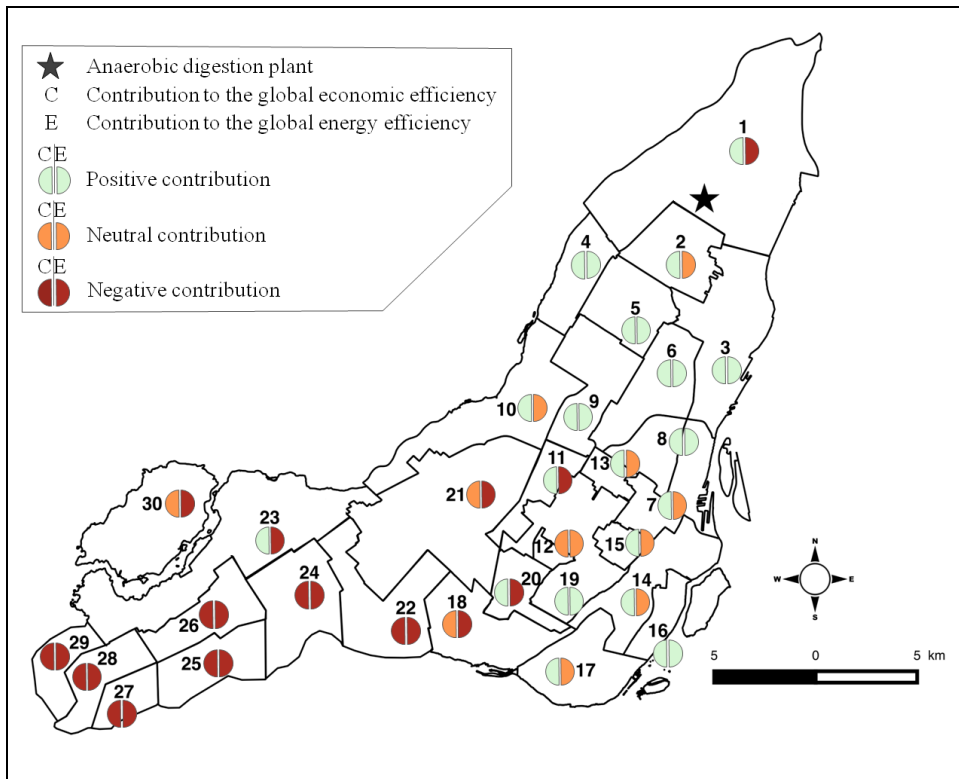 Anaerobic digestion plant
C Contribution to the global economic efficiency
E Contribution to the global energy efficiency
CE
Positive contribution
CE
Neutral contribution
CE
Negative contribution
1
4
2
5
6
3
10
9
8
11
13
21
30
7
23
12
15
24
20
19
14
26
22
18
16
29
28
25
17
27
N
W E
S
5 0 5 km